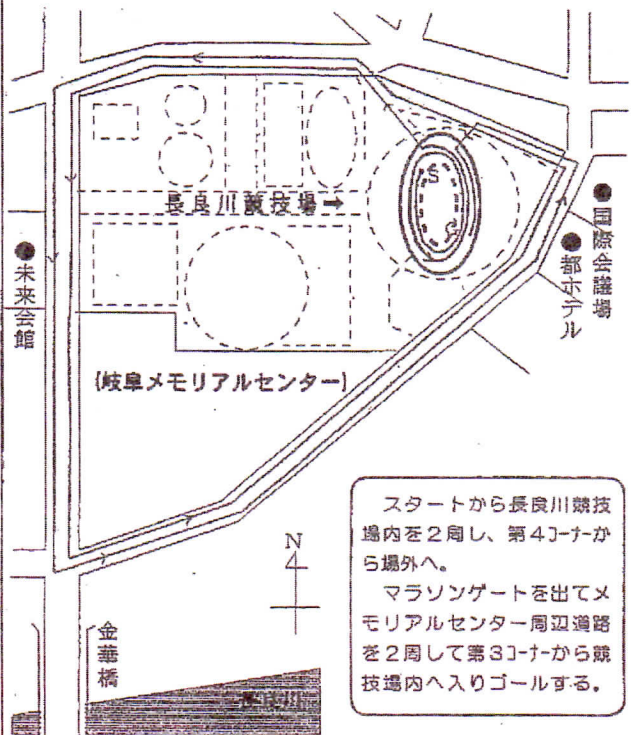 S
G
長良川競技場→
●国際会議場
●都ホテル
●未来会館
(岐阜メモリアルセンター)
N
金華橋
スタートから長良川競技
場内を2周し、第4コーナーか
ら場外へ。
マラソンゲートを出てメ
モリアルセンター周辺道路
を2周して第3コーナーから競
技場内へ入りゴールする。